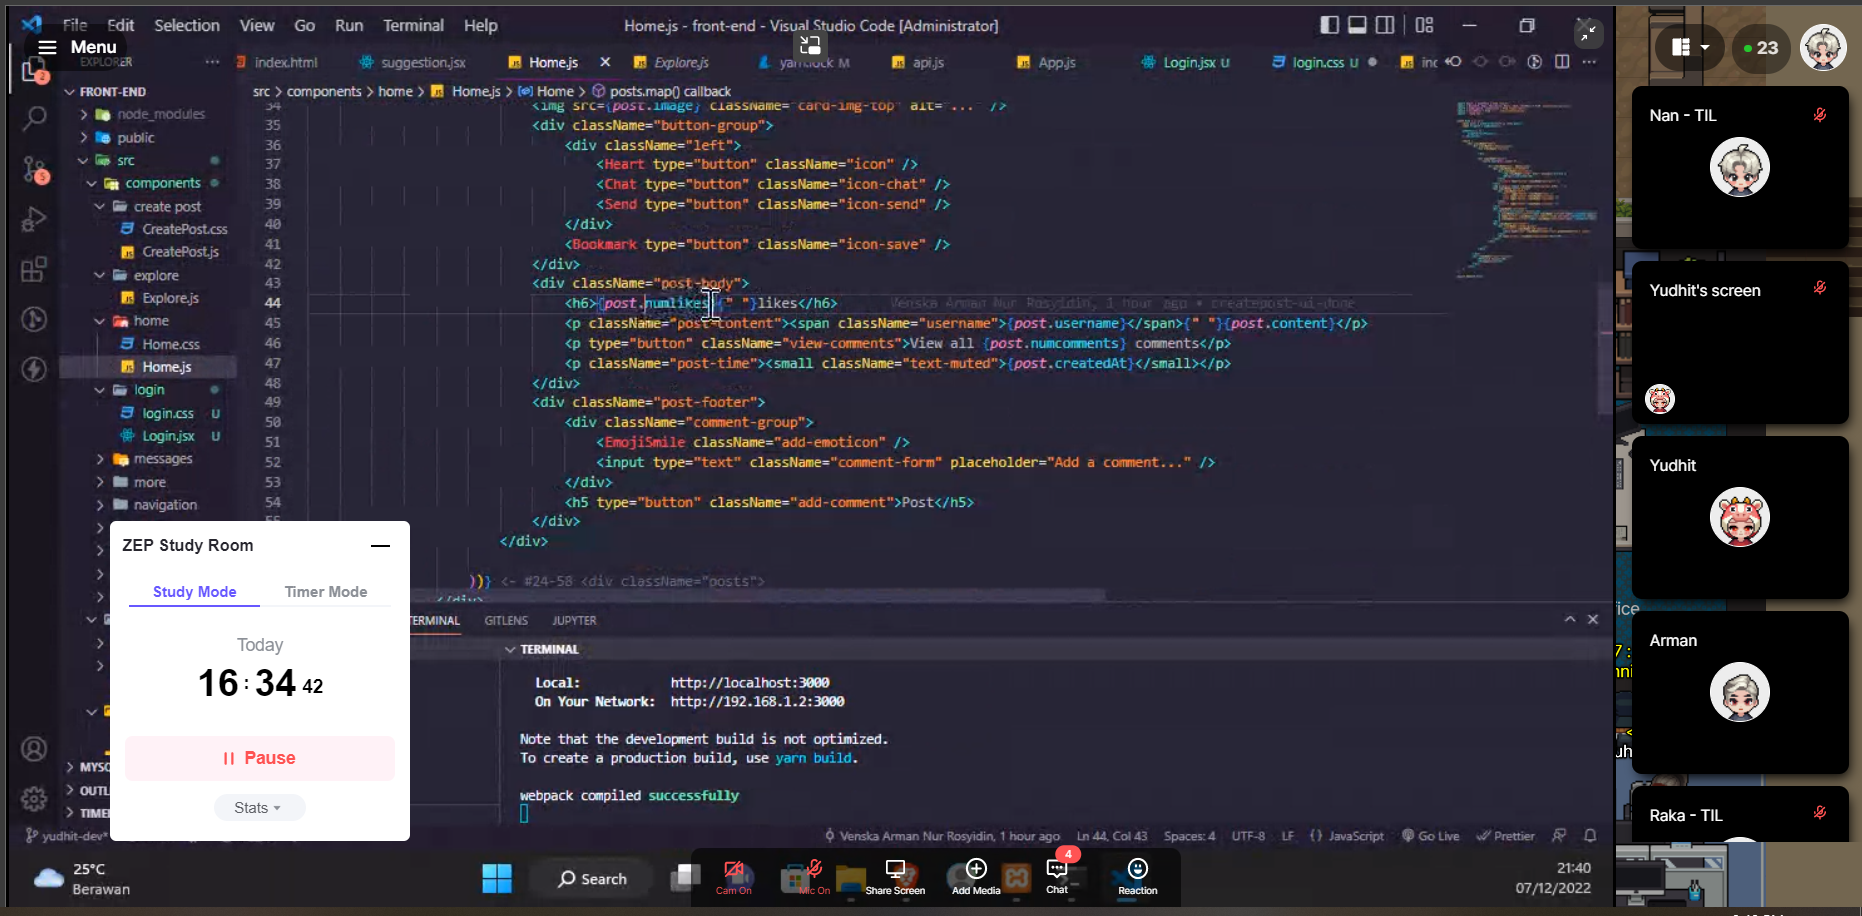 File Edit Selection View Go Run Terminal Help
Home.js - front-end - Visual Studio Code [Administrator]
Menu
23
EXPLORER
index.html
suggestion.jsx
Home.js
Explore.js
yarn.lock M
api.js
App.js
Login.jsx U
login.css U
src > components > home > Home.js > Home > posts.map() callback
FRONT-END
node_modules
public
src
components
create post
CreatePost.css
CreatePost.js
explore
Explore.js
home
Home.css
Home.js
login
login.css U
Login.jsx U
messages
more
navigation
34 <img src={post.image} className="card-img-top" alt="..." />
35 <div className="button-group">
36 <div className="left">
37 <Heart type="button" className="icon" />
38 <Chat type="button" className="icon-chat" />
39 <Send type="button" className="icon-send" />
40 </div>
41 <Bookmark type="button" className="icon-save" />
42 </div>
43 <div className="post-body">
44 <h6>{post.numlikes}{" "}likes</h6> Venska Arman Nur Rosyidin, 1 hour ago • createpost-ui-done
45 <p className="post-content"><span className="username">{post.username}</span>{" "}{post.content}</p>
46 <p type="button" className="view-comments">View all {post.numcomments} comments</p>
47 <p className="post-time"><small className="text-muted">{post.createdAt}</small></p>
48 </div>
49 <div className="post-footer">
50 <div className="comment-group">
51 <EmojiSmile className="add-emoticon" />
52 <input type="text" className="comment-form" placeholder="Add a comment..." />
53 </div>
54 <h5 type="button" className="add-comment">Post</h5>
55 </div>
</div>
))} <- #24-58 <div className="posts">
</div>
ZEP Study Room
Study Mode Timer Mode
Today
16 : 34 42
Pause
Stats
TERMINAL GITLENS JUPYTER
TERMINAL
Local: http://localhost:3000
On Your Network: http://192.168.1.2:3000
Note that the development build is not optimized.
To create a production build, use yarn build.
webpack compiled successfully
yudhit-dev*
Venska Arman Nur Rosyidin, 1 hour ago Ln 44, Col 43 Spaces: 4 UTF-8 LF {} JavaScript Go Live Prettier
25°C
Berawan
Search
Cam On
Mic On
Share Screen
Add Media
4
Chat
Reaction
21:40
07/12/2022
Nan - TIL
Yudhit's screen
Yudhit
Arman
Raka - TIL